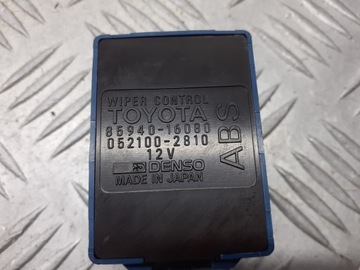 WIPER CONTROL
TOYOTA
85940-16080
052100-2810
12V
DENSO
MADE IN JAPAN
ABS